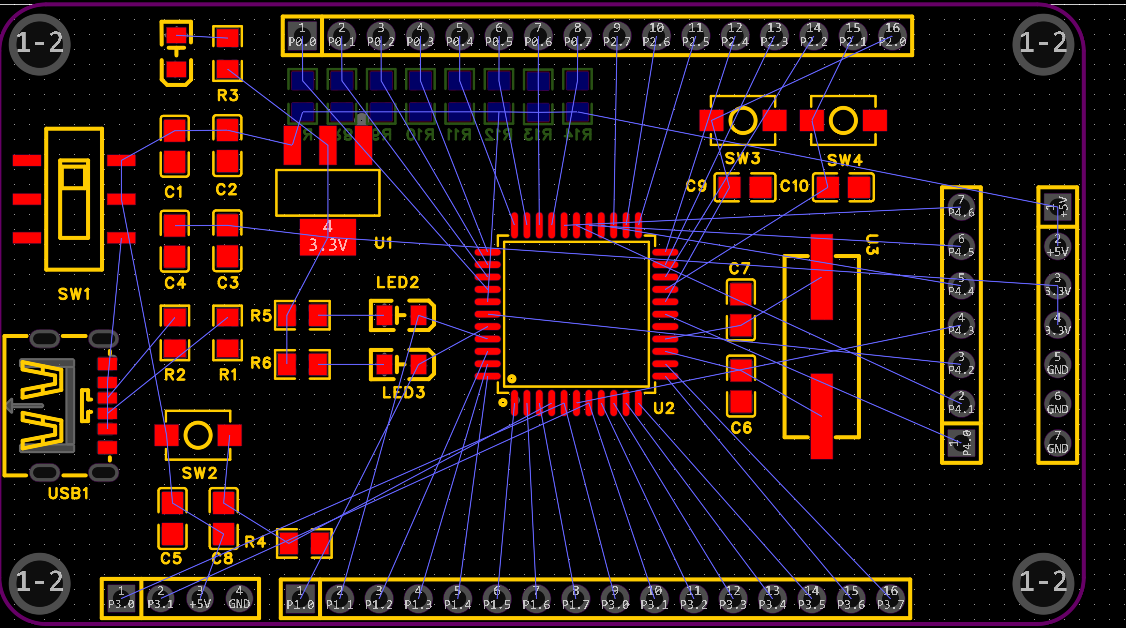 1-2
1 2 3 4 5 6 7 8 9 10 11 12 13 14 15 16
P0.0 P0.1 P0.2 P0.3 P0.4 P0.5 P0.6 P0.7 P2.7 P2.6 P2.5 P2.4 P2.3 P2.2 P2.1 P2.0
1-2
R3
R10 R11 R12 R13 R14
SW3
SW4
C1
C2
C9
C10
7
P4.6
1
+5V
4
3.3V
U1
U3
6
P4.5
2
+5V
C4
C3
C7
5
P4.4
3
3.3V
SW1
LED2
R5
4
P4.3
4
3.3V
R2
R1
R6
LED3
U2
C6
3
P4.2
5
GND
2
P4.1
6
GND
1
P4.0
7
GND
SW2
USB1
C5
C8
R4
1-2
1 2 3 4
P3.0 P3.1 +5V GND
1 2 3 4 5 6 7 8 9 10 11 12 13 14 15 16
P1.0 P1.1 P1.2 P1.3 P1.4 P1.5 P1.6 P1.7 P3.0 P3.1 P3.2 P3.3 P3.4 P3.5 P3.6 P3.7
1-2